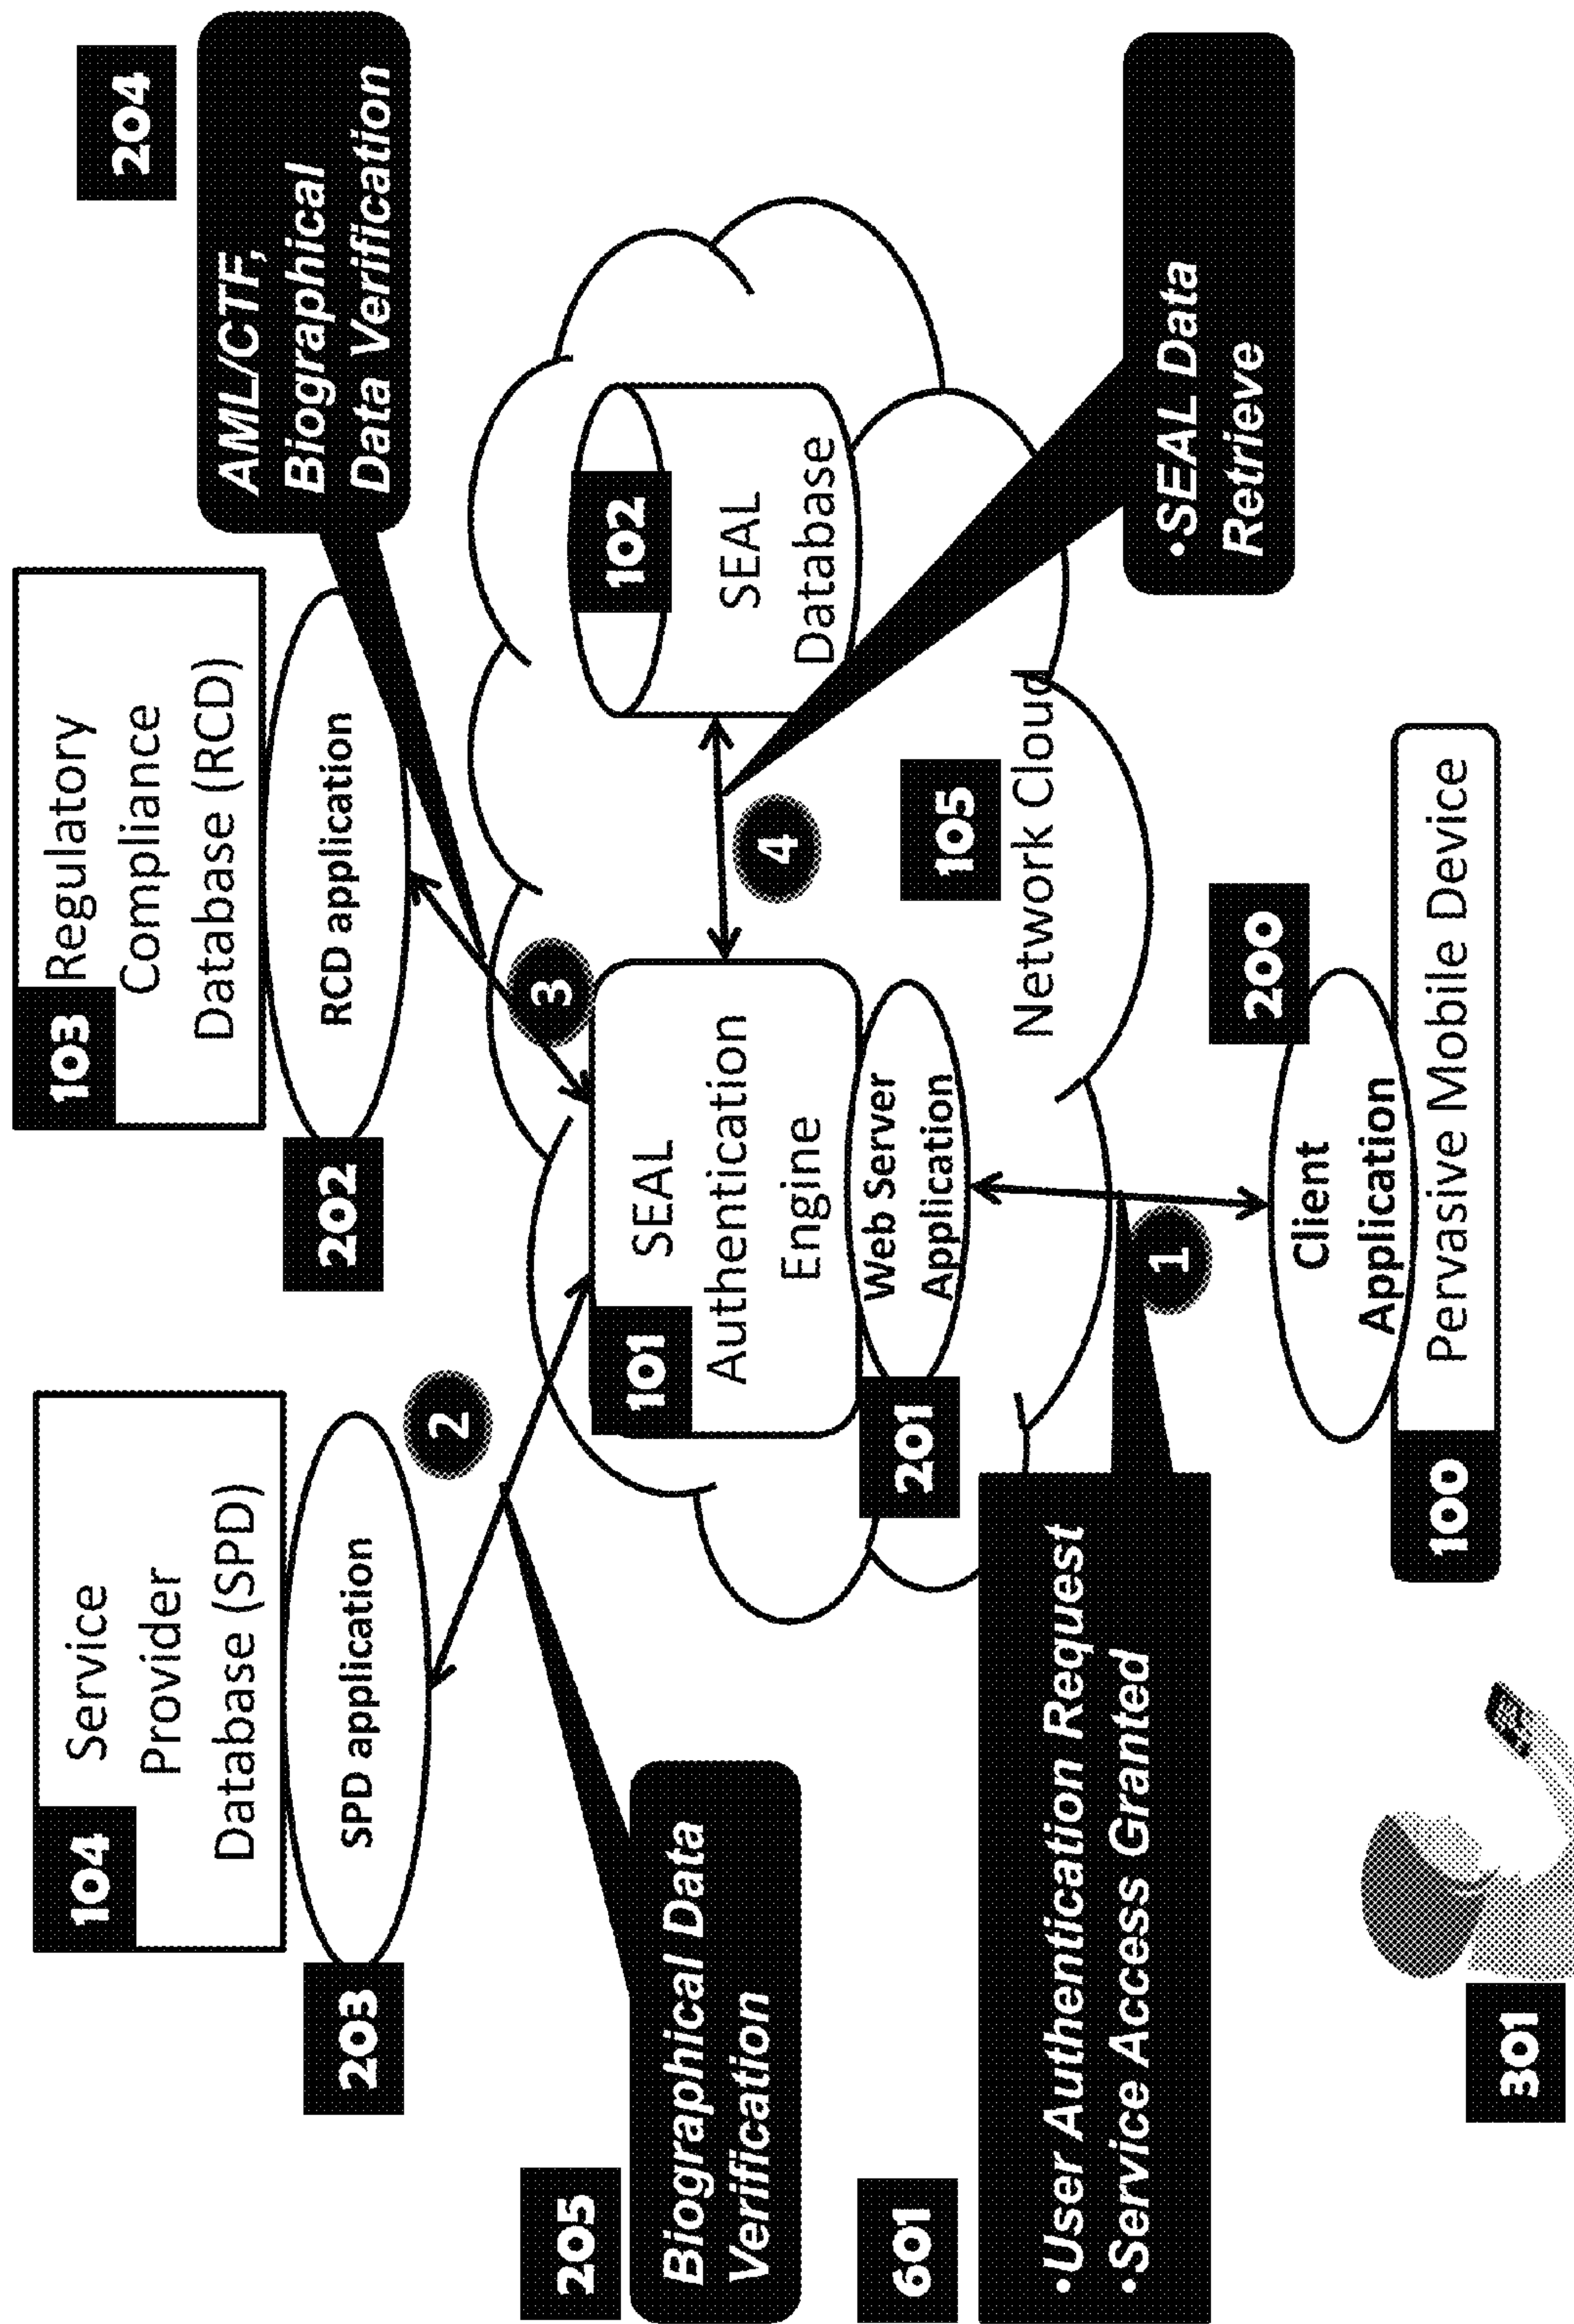 104
Service
Provider
Database (SPD)
SPD application
203
103
Regulatory
Compliance
Database (RCD)
RCD application
202
204
AML/CTF,
Biographical
Data Verification
2
3
205
Biographical Data
Verification
101
SEAL
Authentication
Engine
Web Server
Application
201
4
102
SEAL
Database
105
Network Cloud
601
•User Authentication Request
•Service Access Granted
1
•SEAL Data
Retrieve
200
Client
Application
100
Pervasive Mobile Device
301